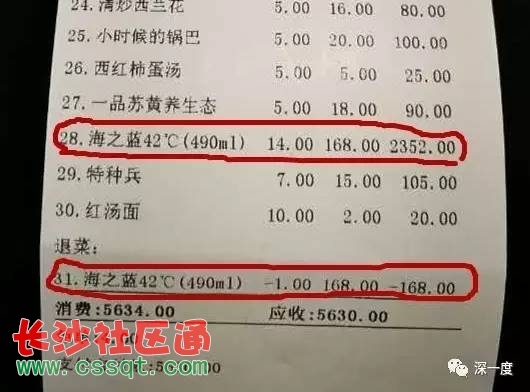 24.清炒西兰花 5.00 16.00 80.00
25.小时候的锅巴 5.00 20.00 100.00
26.西红柿蛋汤 5.00 5.00 25.00
27.一品苏黄养生态 5.00 18.00 90.00
28.海之蓝42℃(490ml) 14.00 168.00 2352.00
29.特种兵 7.00 15.00 105.00
30.红汤面 10.00 2.00 20.00
退菜:
31.海之蓝42℃(490ml) -1.00 168.00 -168.00
消费:5634.00 应收:5630.00
长沙社区通
www.cssqt.com
深一度